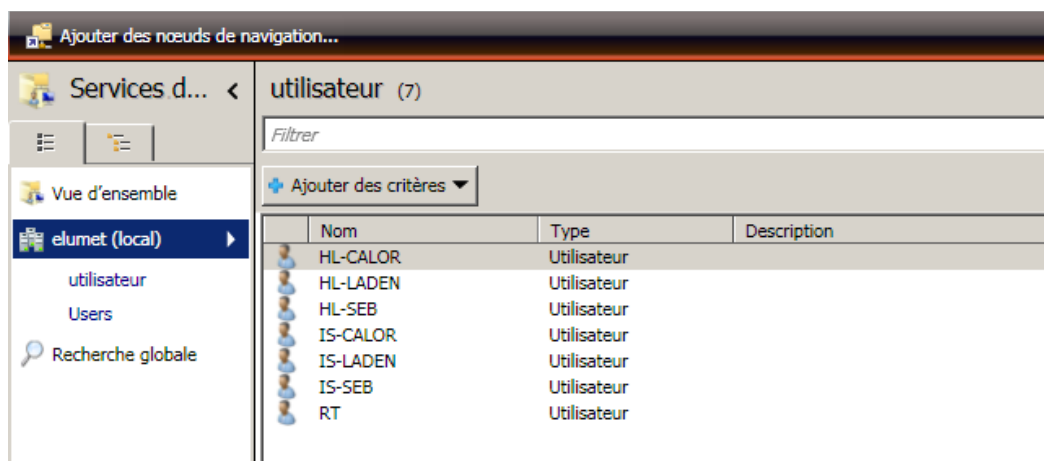 Ajouter des nœuds de navigation...
Services d... <
utilisateur (7)
Filtrer
Ajouter des critères
Vue d'ensemble
elumet (local)
utilisateur
Users
Recherche globale
Nom Type Description
HL-CALOR Utilisateur
HL-LADEN Utilisateur
HL-SEB Utilisateur
IS-CALOR Utilisateur
IS-LADEN Utilisateur
IS-SEB Utilisateur
RT Utilisateur